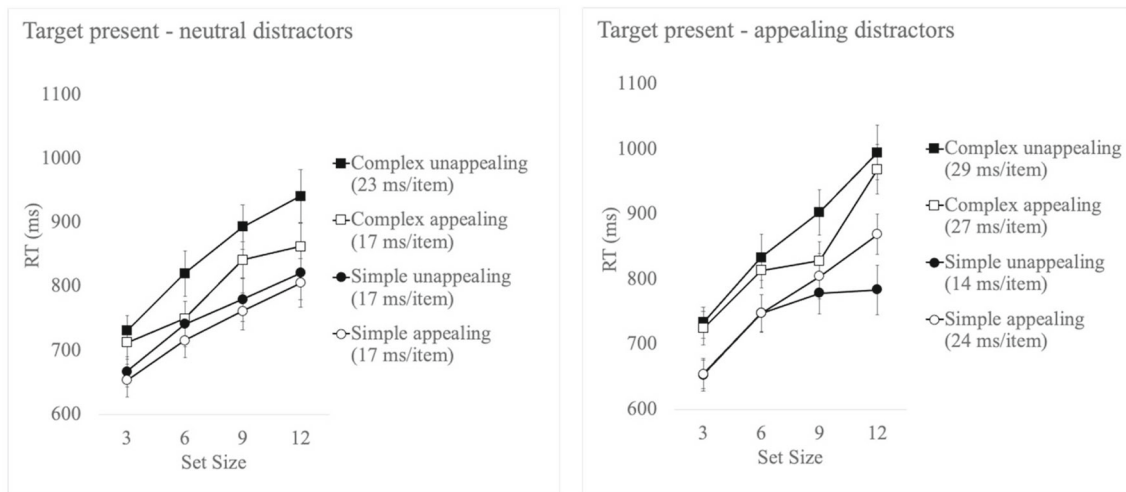 Target present - neutral distractors
1100
1000
900
800
700
600
RT (ms)
3 6 9 12
Set Size
Complex unappealing
(23 ms/item)
Complex appealing
(17 ms/item)
Simple unappealing
(17 ms/item)
Simple appealing
(17 ms/item)
Target present - appealing distractors
1100
1000
900
800
700
600
RT (ms)
3 6 9 12
Set Size
Complex unappealing
(29 ms/item)
Complex appealing
(27 ms/item)
Simple unappealing
(14 ms/item)
Simple appealing
(24 ms/item)